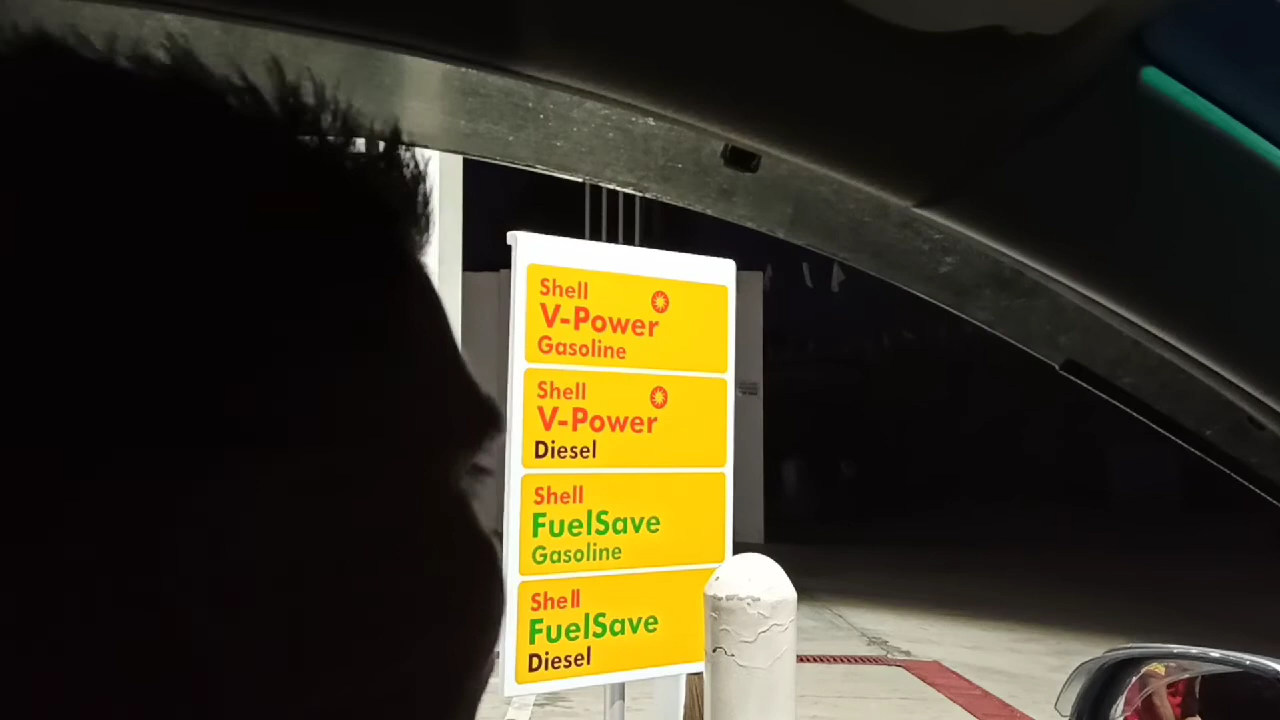 Shell
V-Power
Gasoline
Shell
V-Power
Diesel
Shell
FuelSave
Gasoline
Shell
FuelSave
Diesel